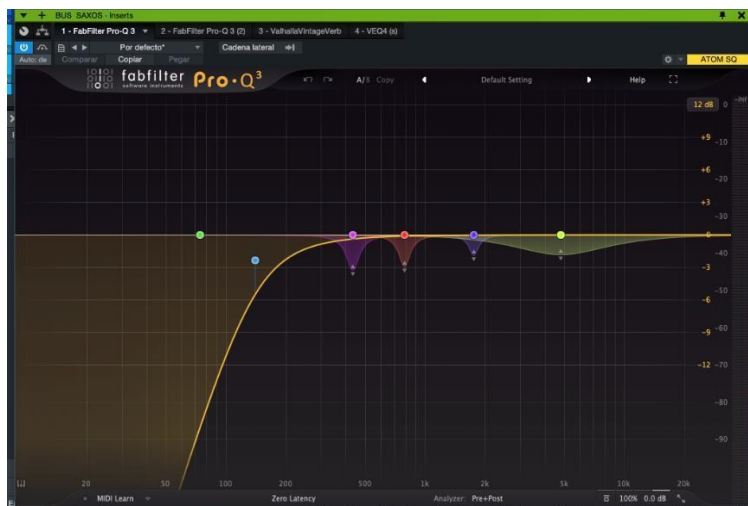 BUS SAXOS - Inserts
1 - FabFilter Pro-Q 3 2 - FabFilter Pro-Q 3 (2) 3 - ValhallaVintageVerb 4 - VEQ4 (s)
Por defecto* Cadena lateral
Auto: de Comparar Copiar Pegar ATOM SQ
fabfilter Pro·Q3 A/B Copy Default Setting Help
software instruments
12 dB 0 -INF
+9 -10
+6 -20
+3 -30
0 -40
-3 -50
-6
-9 -60
-12 -70
-80
-90
20 50 100 200 500 1k 2k 5k 10k 20k
MIDI Learn Zero Latency Analyzer: Pre+Post 100% 0.0 dB